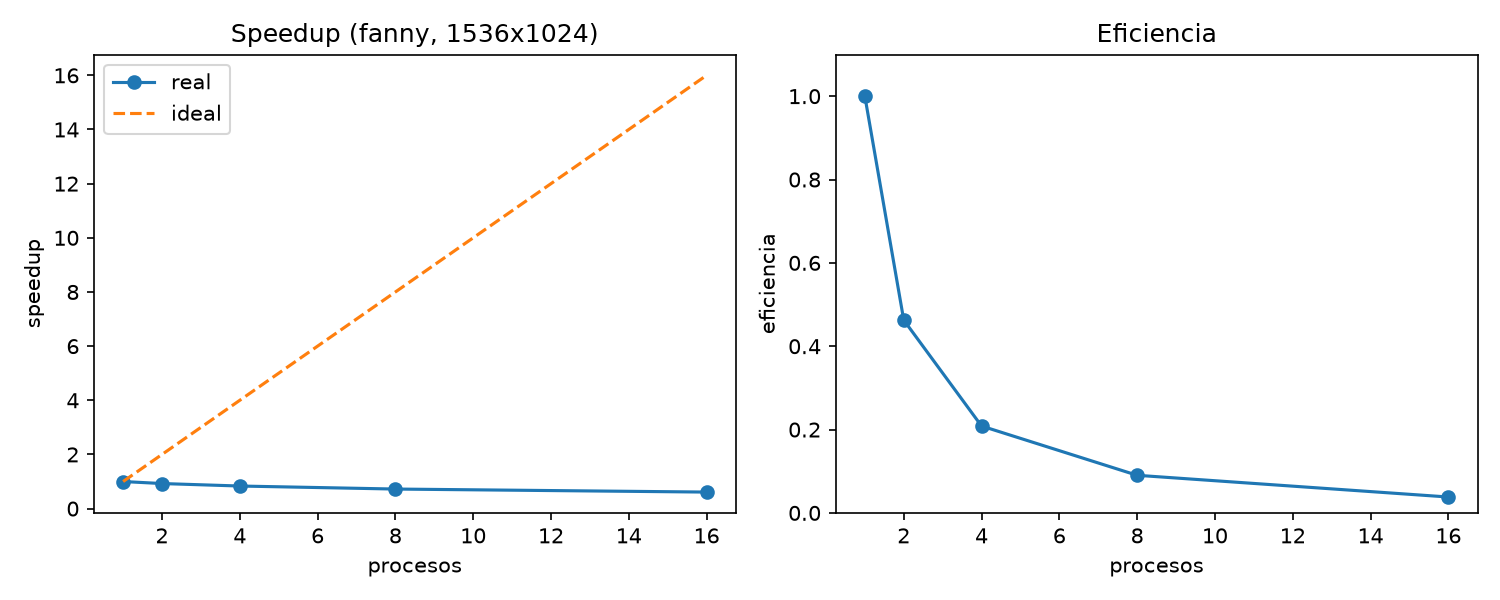 Speedup (fanny, 1536x1024)
real
ideal
16
14
12
10
8
6
4
2
0
speedup
2 4 6 8 10 12 14 16
procesos
Eficiencia
1.0
0.8
0.6
0.4
0.2
0.0
eficiencia
2 4 6 8 10 12 14 16
procesos